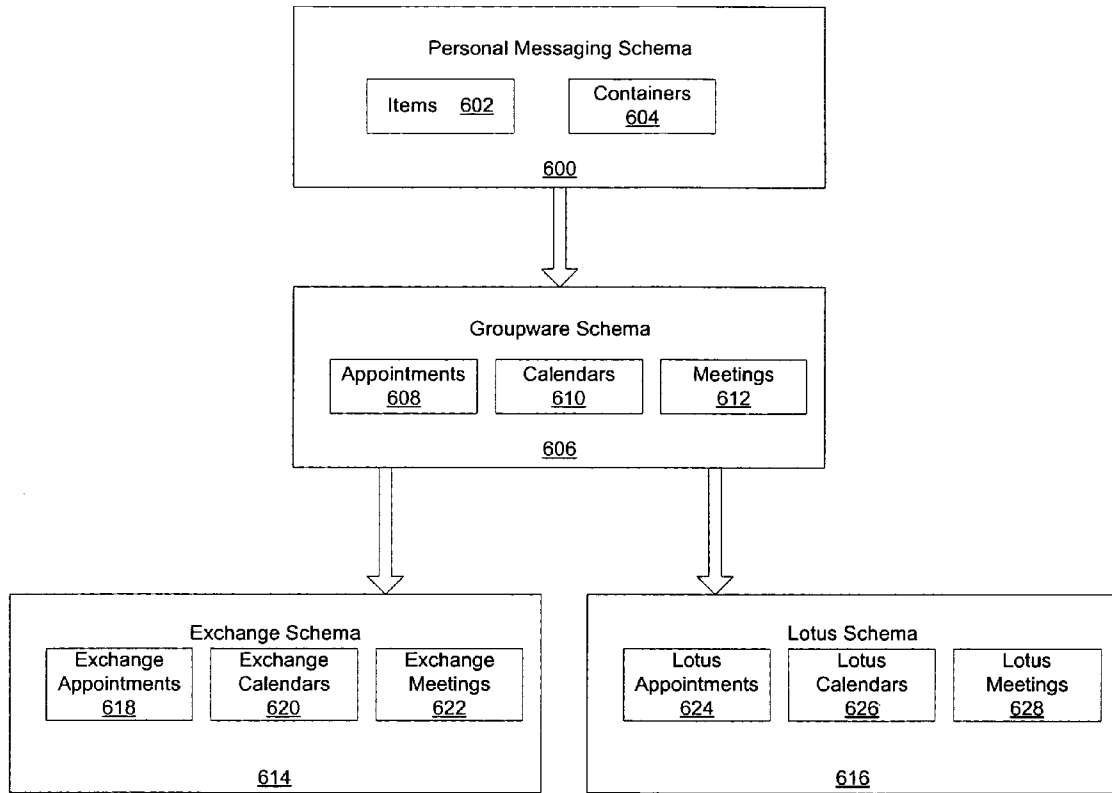 Personal Messaging Schema
Items 602
Containers
604
600
Groupware Schema
Appointments
608
Calendars
610
Meetings
612
606
Exchange Schema
Exchange
Appointments
618
Exchange
Calendars
620
Exchange
Meetings
622
614
Lotus Schema
Lotus
Appointments
624
Lotus
Calendars
626
Lotus
Meetings
628
616